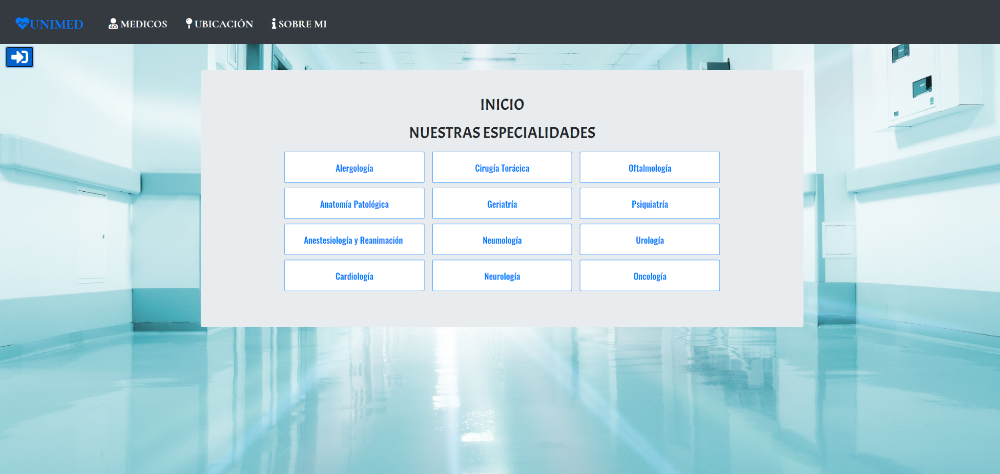 UNIMED MEDICOS UBICACIÓN SOBRE MI
INICIO
NUESTRAS ESPECIALIDADES
Alergología Cirugía Torácica Oftalmología
Anatomía Patológica Geriatría Psiquiatría
Anestesiología y Reanimación Neumología Urología
Cardiología Neurología Oncología